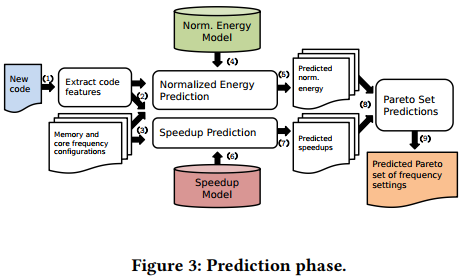 Norm. Energy
Model
(4)
New
code
(1)
Extract code
features
(2)
Normalized Energy
Prediction
(5)
Predicted
norm.
energy
(8)
Pareto Set
Predictions
Memory and
core frequency
configurations
(3)
Speedup Prediction
(7)
Predicted
speedups
(9)
(6)
Speedup
Model
Predicted Pareto
set of frequency
settings
Figure 3: Prediction phase.